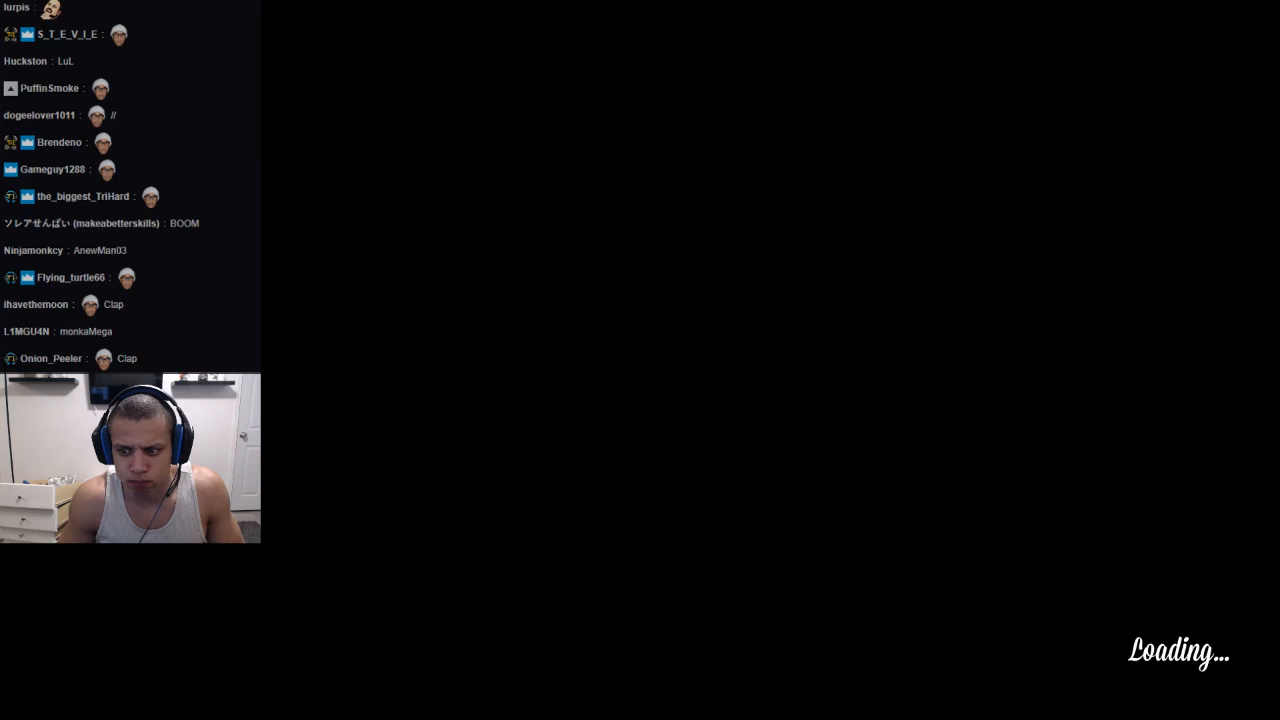 lurpis :
S_T_E_V_I_E :
Huckston : LuL
PuffinSmoke :
dogeelover1011 : //
Brendeno :
Gameguy1288 :
the_biggest_TriHard :
ソレアせんぱい (makeabetterskills) : BOOM
Ninjamonkcy : AnewMan03
Flying_turtle66 :
ihavethemoon : Clap
L1MGU4N : monkaMega
Onion_Peeler : Clap
Loading...